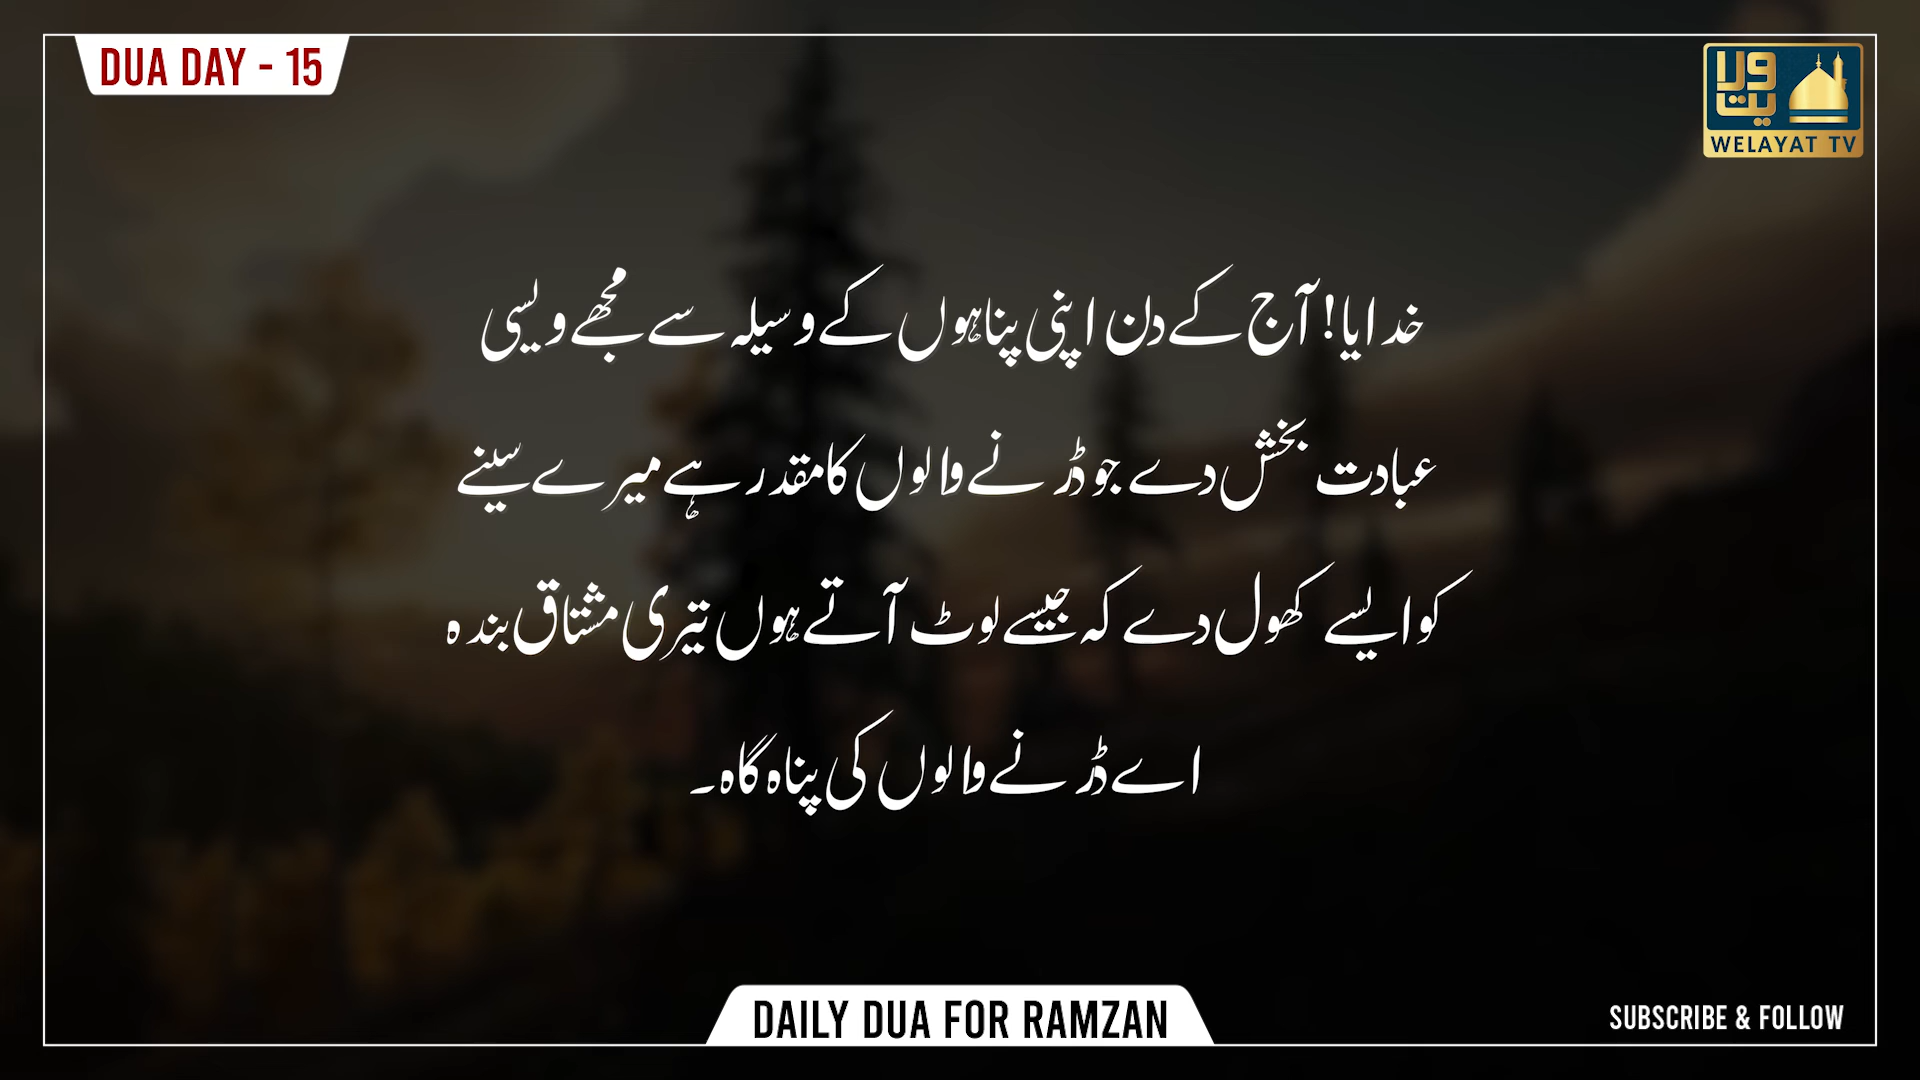 DUA DAY - 15
ولایت
WELAYAT TV
خدایا! آج کے دن اپنی پناہوں کے وسیلہ سے مجھے ویسی
عبادت بخش دے جو ڈرنے والوں کا مقدر ہے میرے سینے
کو ایسے کھول دے کہ جیسے لوٹ آتے ہوں تیری مشتاق بندہ
اے ڈرنے والوں کی پناہ گاہ۔
DAILY DUA FOR RAMZAN
SUBSCRIBE & FOLLOW